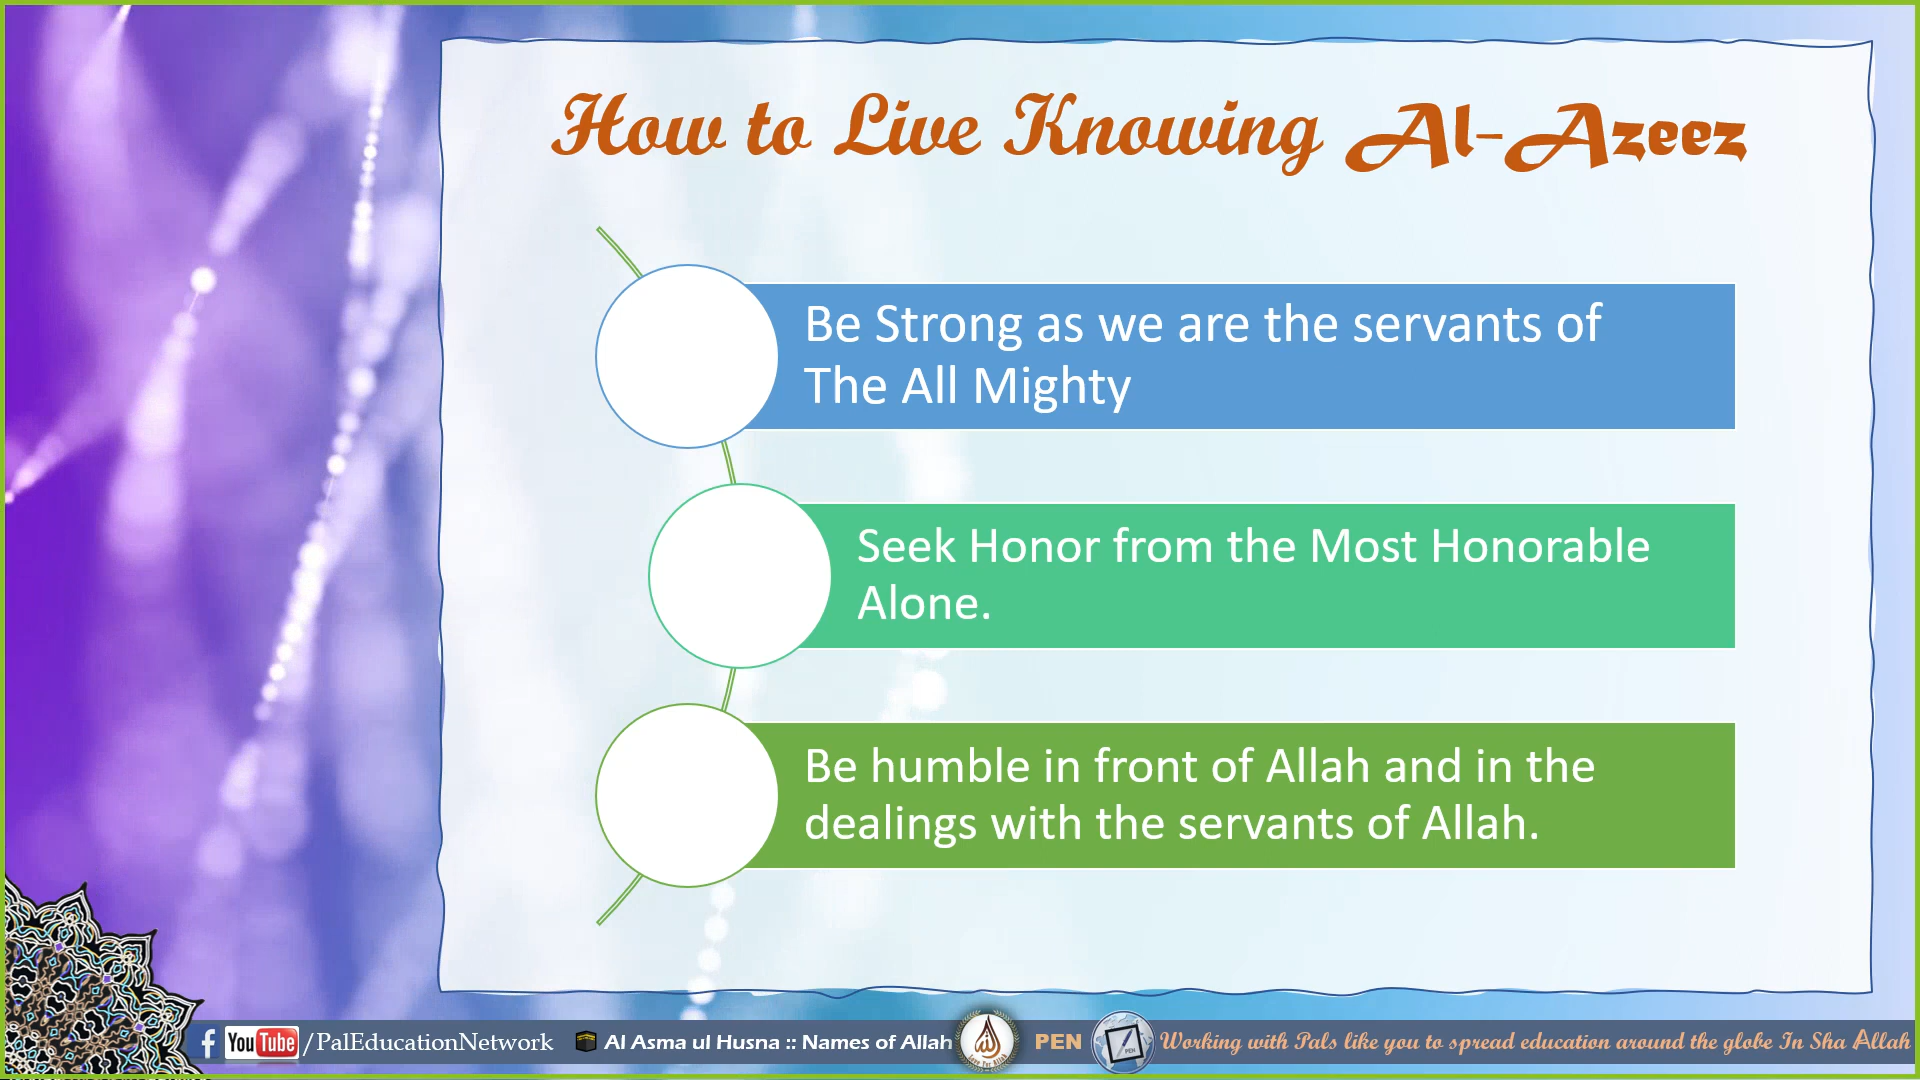 How to Live Knowing Al-Azeez
Be Strong as we are the servants of
The All Mighty
Seek Honor from the Most Honorable
Alone.
Be humble in front of Allah and in the
dealings with the servants of Allah.
f YouTube /PalEducationNetwork Al Asma ul Husna :: Names of Allah PEN Working with Pals like you to spread education around the globe In Sha Allah